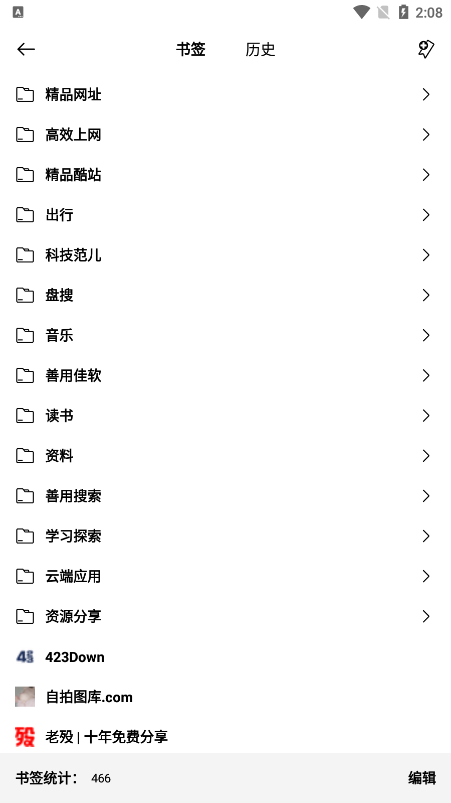 2:08
书签 历史
精品网址
高效上网
精品酷站
出行
科技范儿
盘搜
音乐
善用佳软
读书
资料
善用搜索
学习探索
云端应用
资源分享
423Down
自拍图库.com
老殁 | 十年免费分享
书签统计： 466 编辑